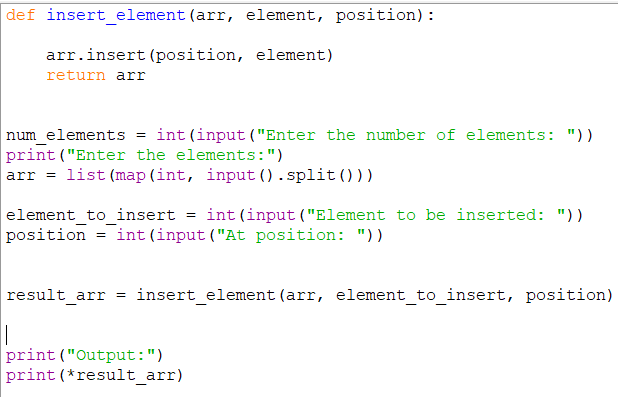 def insert_element(arr, element, position):
    arr.insert(position, element)
    return arr
num_elements = int(input("Enter the number of elements: "))
print("Enter the elements:")
arr = list(map(int, input().split()))
element_to_insert = int(input("Element to be inserted: "))
position = int(input("At position: "))
result_arr = insert_element(arr, element_to_insert, position)
print("Output:")
print(*result_arr)